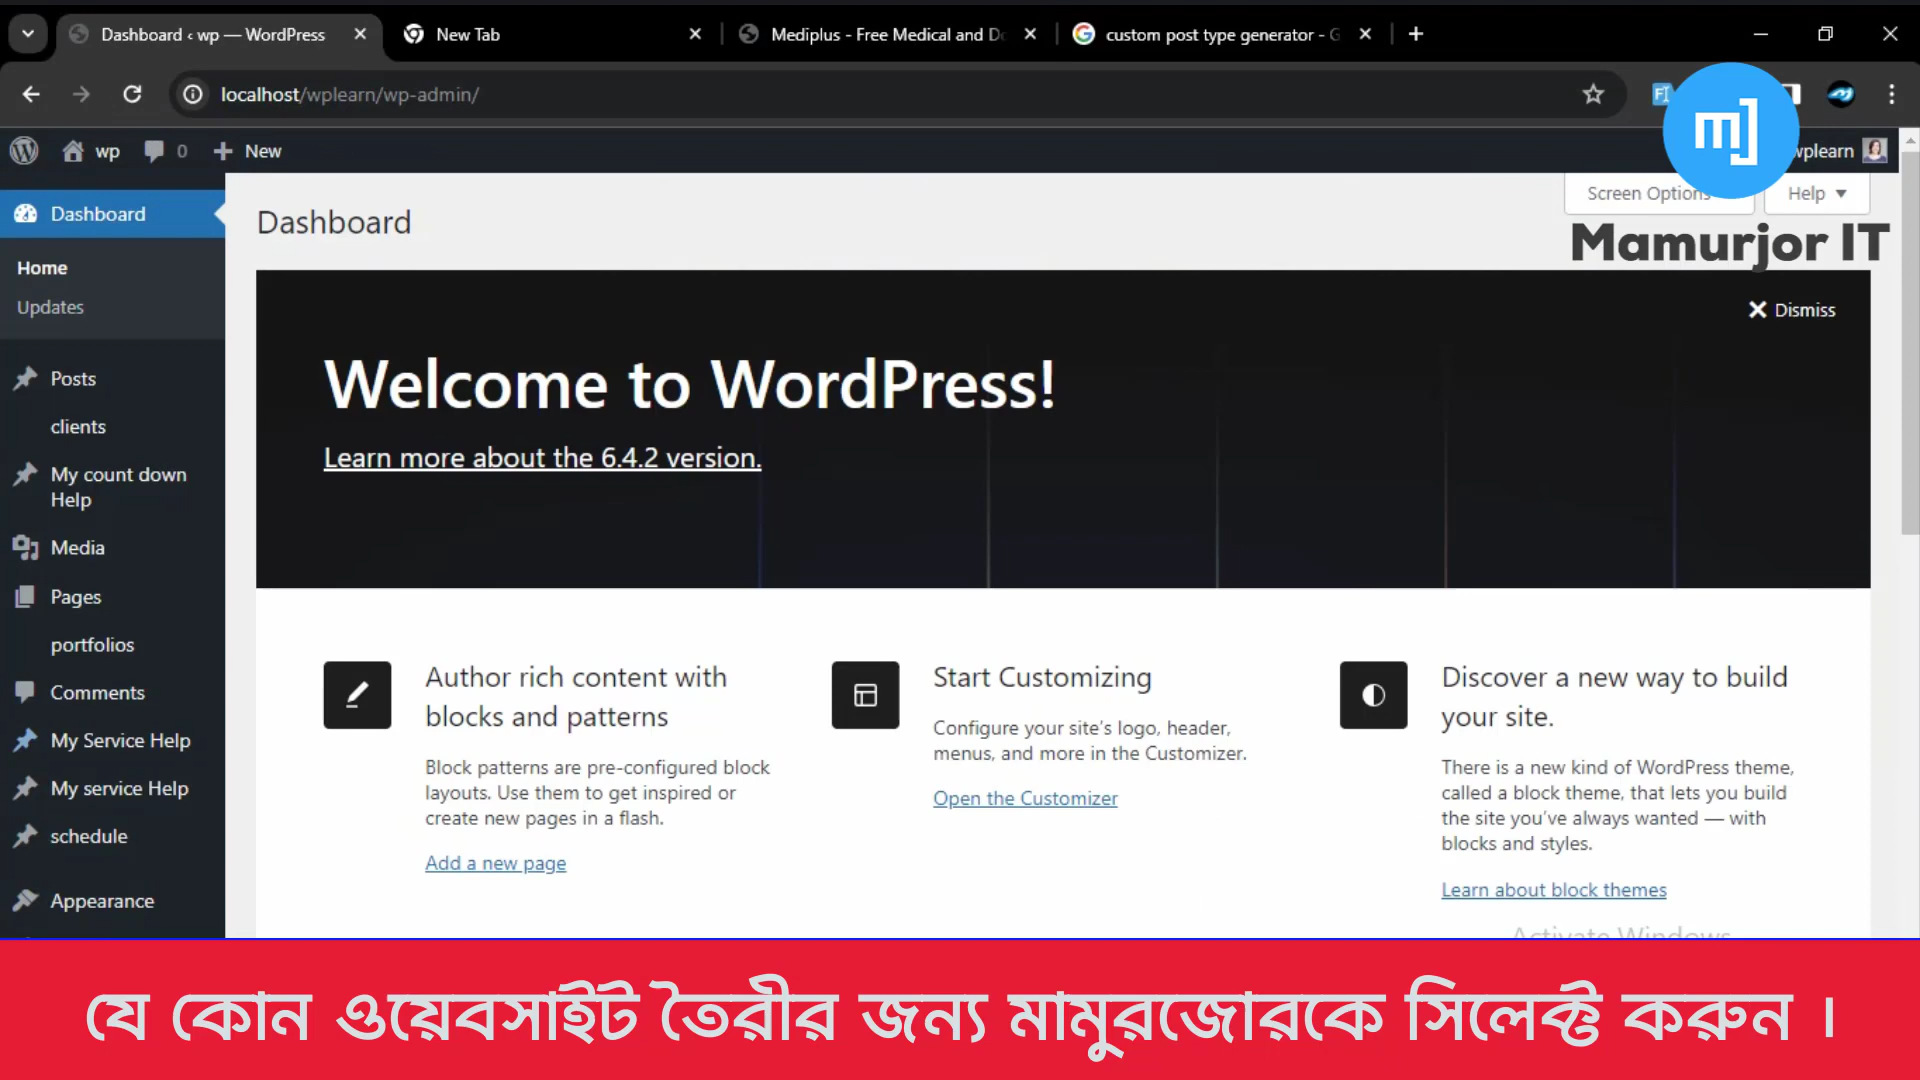 Dashboard ‹ wp — WordPress
New Tab
Mediplus - Free Medical and Do
custom post type generator - G
localhost/wplearn/wp-admin/
wp
0
New
wplearn
mJ
Mamurjor IT
Screen Options
Help
Dashboard
Home
Updates
Posts
clients
My count down
Help
Media
Pages
portfolios
Comments
My Service Help
My service Help
schedule
Appearance
Dashboard
Dismiss
Welcome to WordPress!
Learn more about the 6.4.2 version.
Author rich content with
blocks and patterns
Block patterns are pre-configured block
layouts. Use them to get inspired or
create new pages in a flash.
Add a new page
Start Customizing
Configure your site’s logo, header,
menus, and more in the Customizer.
Open the Customizer
Discover a new way to build
your site.
There is a new kind of WordPress theme,
called a block theme, that lets you build
the site you’ve always wanted — with
blocks and styles.
Learn about block themes
Activate Windows
যে কোন ওয়েবসাইট তৈরীর জন্য মামুরজোরকে সিলেক্ট করুন ।